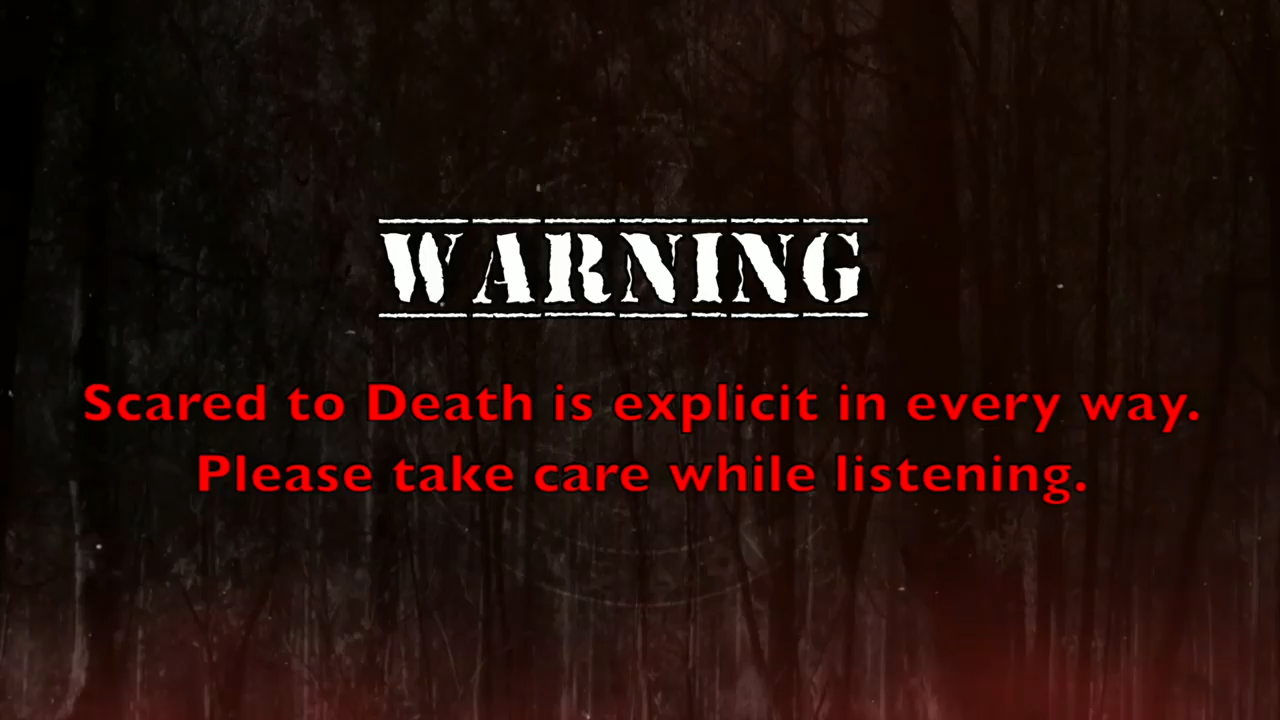 WARNING
Scared to Death is explicit in every way.
Please take care while listening.